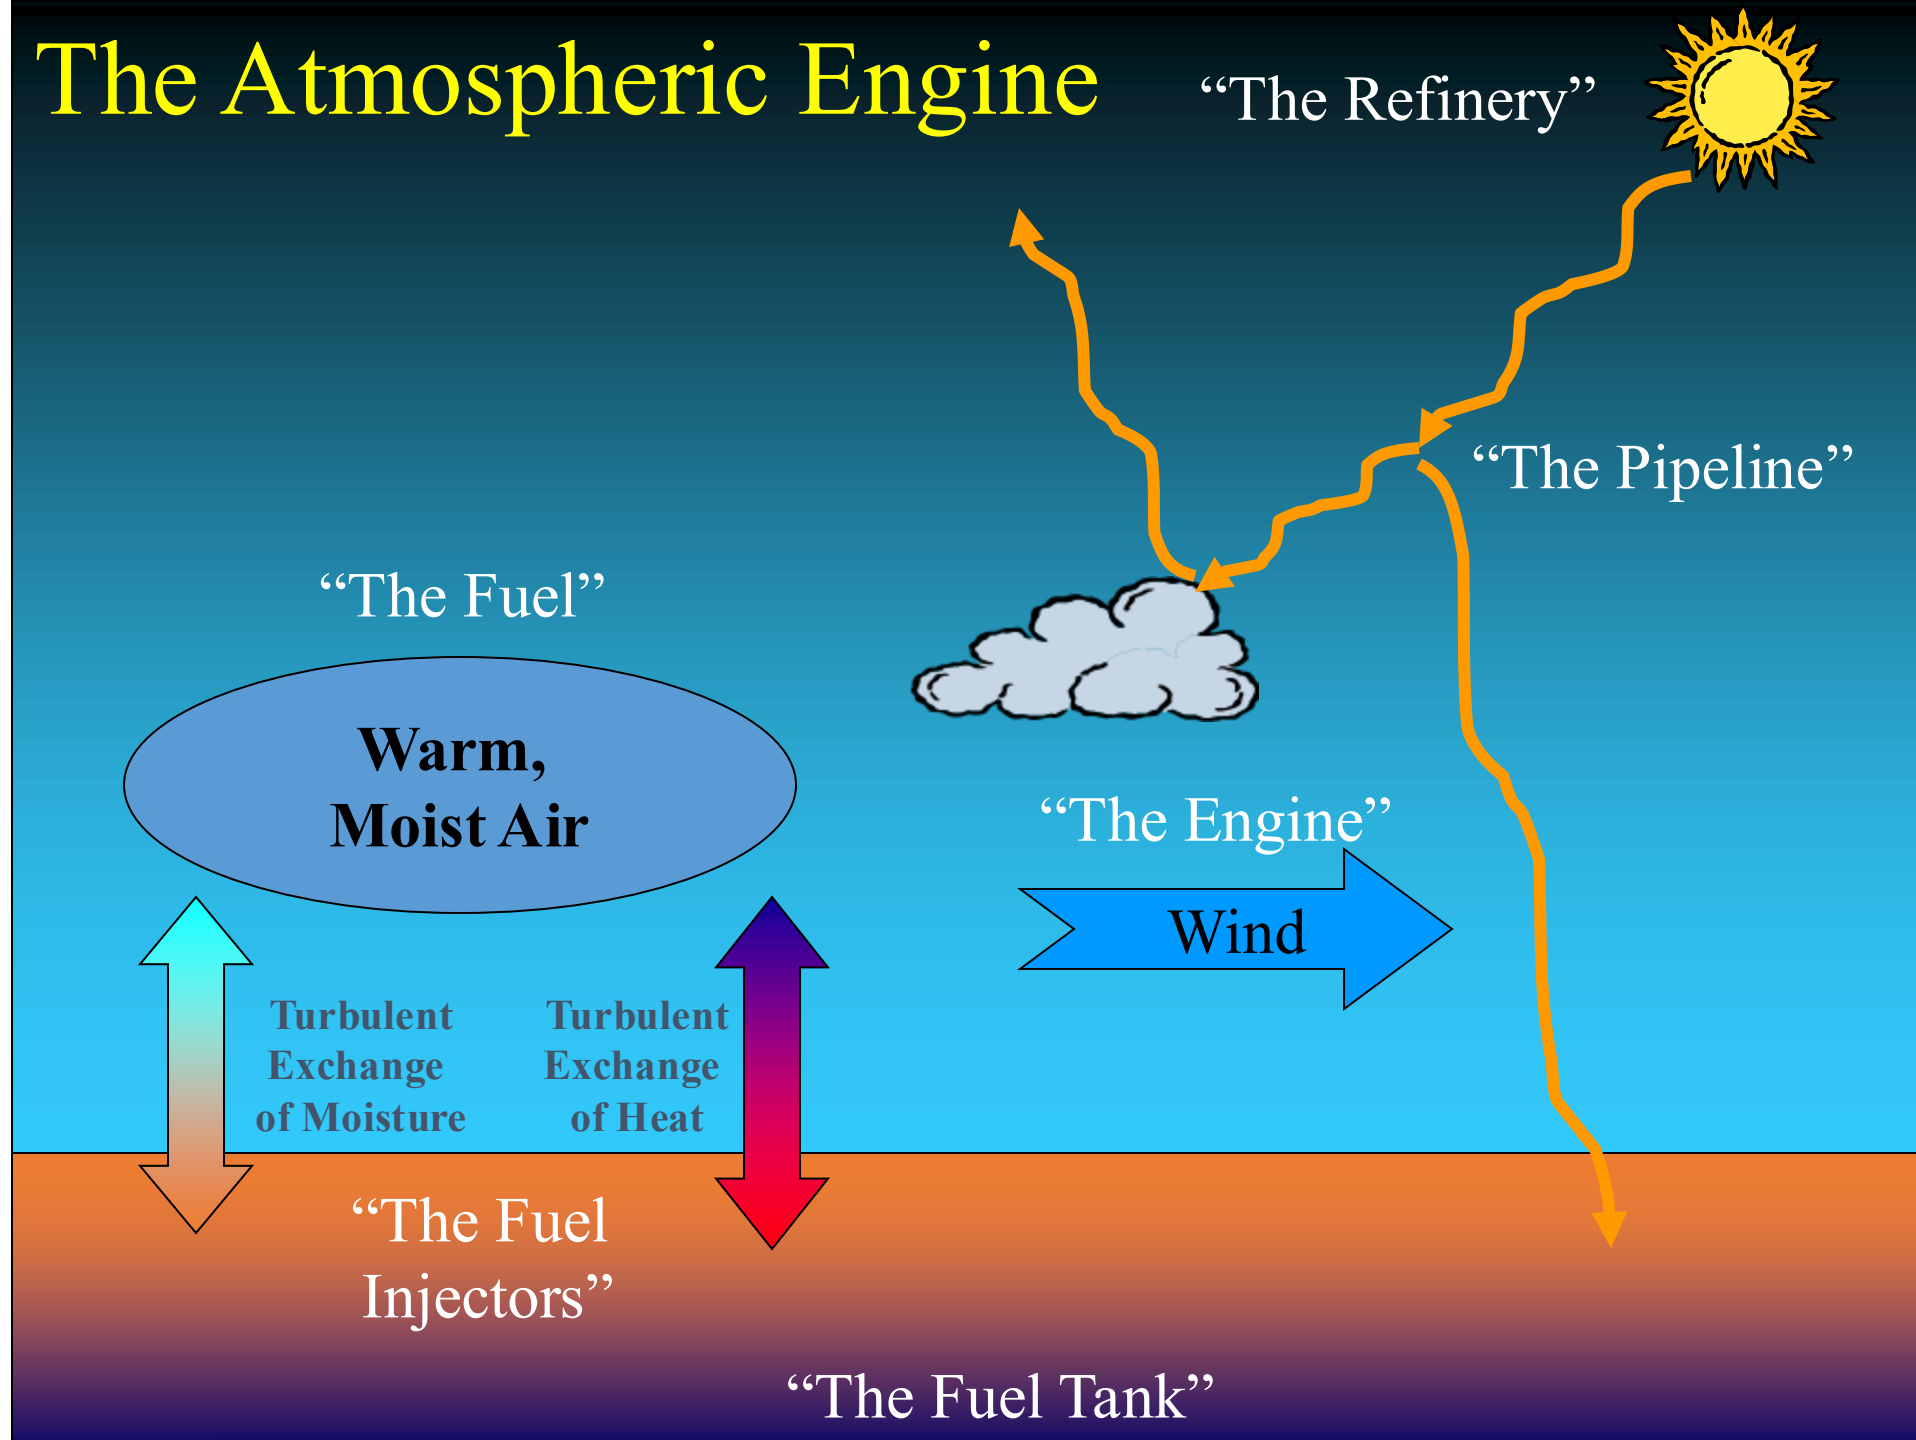 The Atmospheric Engine
“The Refinery”
“The Pipeline”
“The Fuel”
Warm,
Moist Air
“The Engine”
Wind
Turbulent
Exchange
of Moisture
Turbulent
Exchange
of Heat
“The Fuel
Injectors”
“The Fuel Tank”